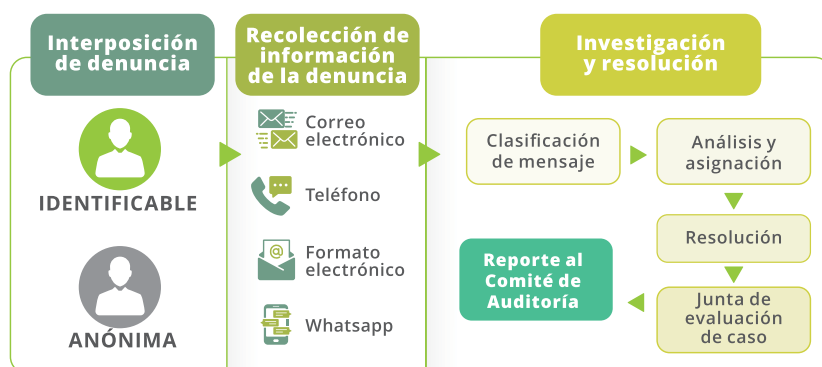 Interposición
de denuncia
IDENTIFICABLE
ANÓNIMA
Recolección de
información
de la denuncia
Correo
electrónico
Teléfono
@
Formato
electrónico
Whatsapp
Investigación
y resolución
Clasificación
de mensaje
Análisis y
asignación
Resolución
Junta de
evaluación
de caso
Reporte al
Comité de
Auditoría